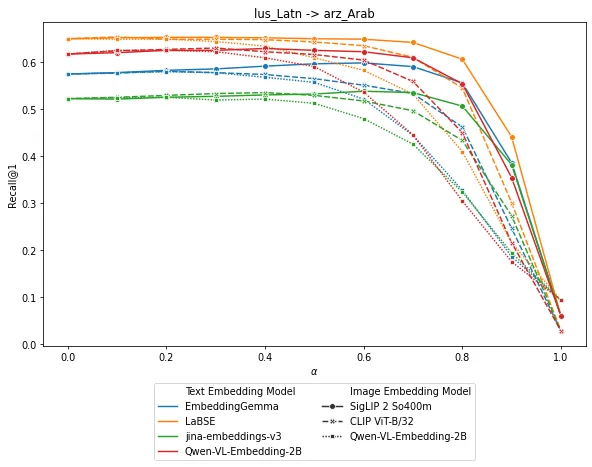 lus_Latn -> arz_Arab
Recall@1
0.6
0.5
0.4
0.3
0.2
0.1
0.0
0.0 0.2 0.4 0.6 0.8 1.0
α
Text Embedding Model
EmbeddingGemma
LaBSE
jina-embeddings-v3
Qwen-VL-Embedding-2B
Image Embedding Model
SigLIP 2 So400m
CLIP ViT-B/32
Qwen-VL-Embedding-2B